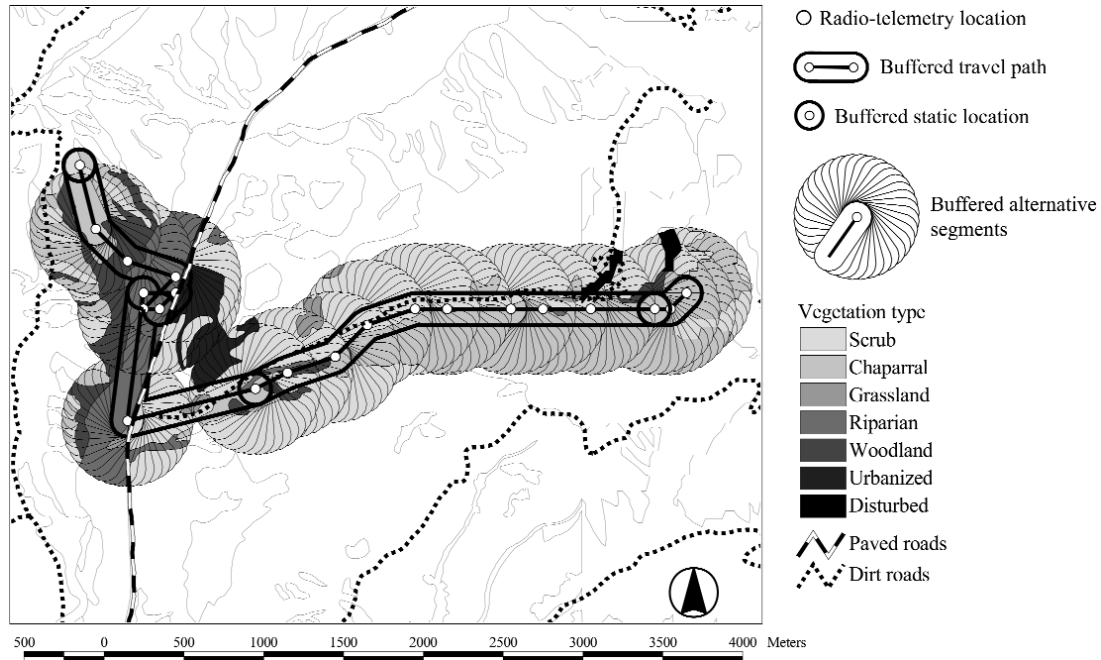 Radio-telemetry location
Buffered travel path
Buffered static location
Buffered alternative
segments
Vegetation type
Scrub
Chaparral
Grassland
Riparian
Woodland
Urbanized
Disturbed
Paved roads
Dirt roads
500 0 500 1000 1500 2000 2500 3000 3500 4000 Meters